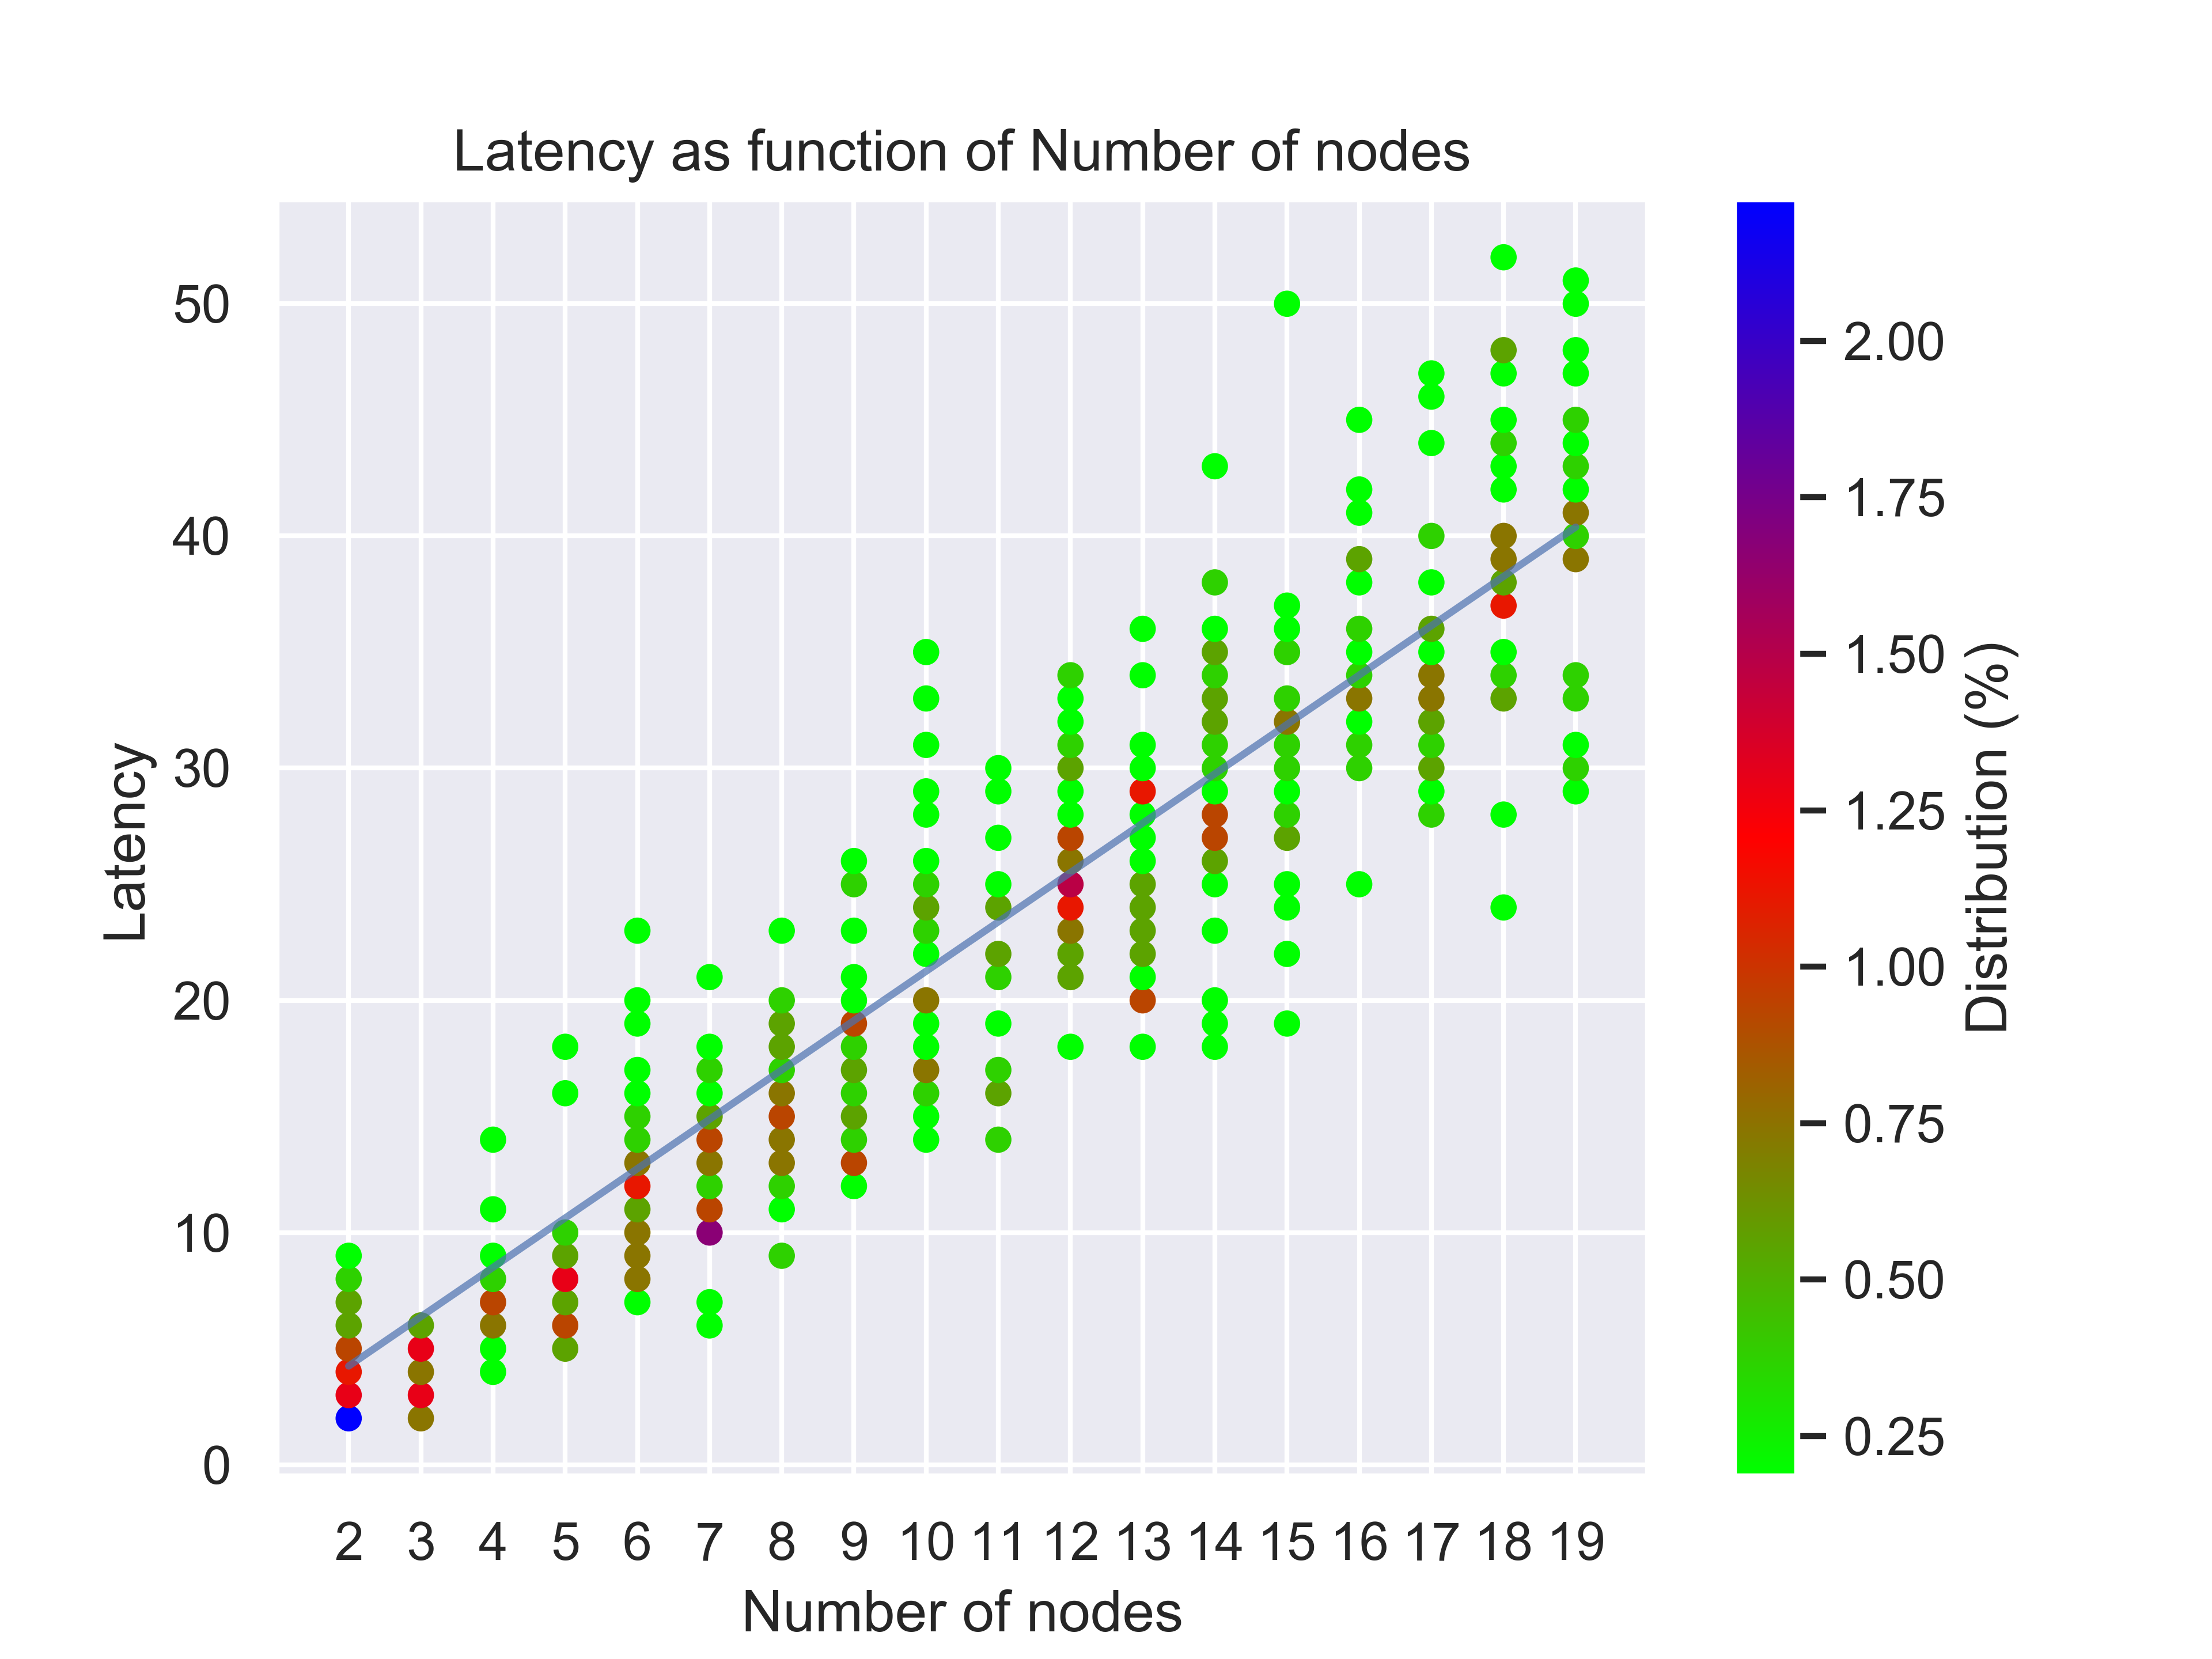 Latency as function of Number of nodes
50
40
30
20
10
0
Latency
2 3 4 5 6 7 8 9 10 11 12 13 14 15 16 17 18 19
Number of nodes
2.00
1.75
1.50
1.25
1.00
0.75
0.50
0.25
Distribution (%)